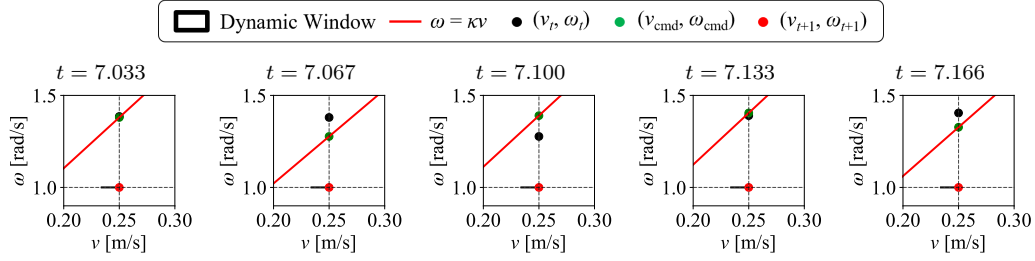 Dynamic Window ω = κv (v_t, ω_t) (v_cmd, ω_cmd) (v_{t+1}, ω_{t+1})
t = 7.033 t = 7.067 t = 7.100 t = 7.133 t = 7.166
1.5 1.5 1.5 1.5 1.5
ω [rad/s] ω [rad/s] ω [rad/s] ω [rad/s] ω [rad/s]
1.0 1.0 1.0 1.0 1.0
0.20 0.25 0.30 0.20 0.25 0.30 0.20 0.25 0.30 0.20 0.25 0.30 0.20 0.25 0.30
v [m/s] v [m/s] v [m/s] v [m/s] v [m/s]